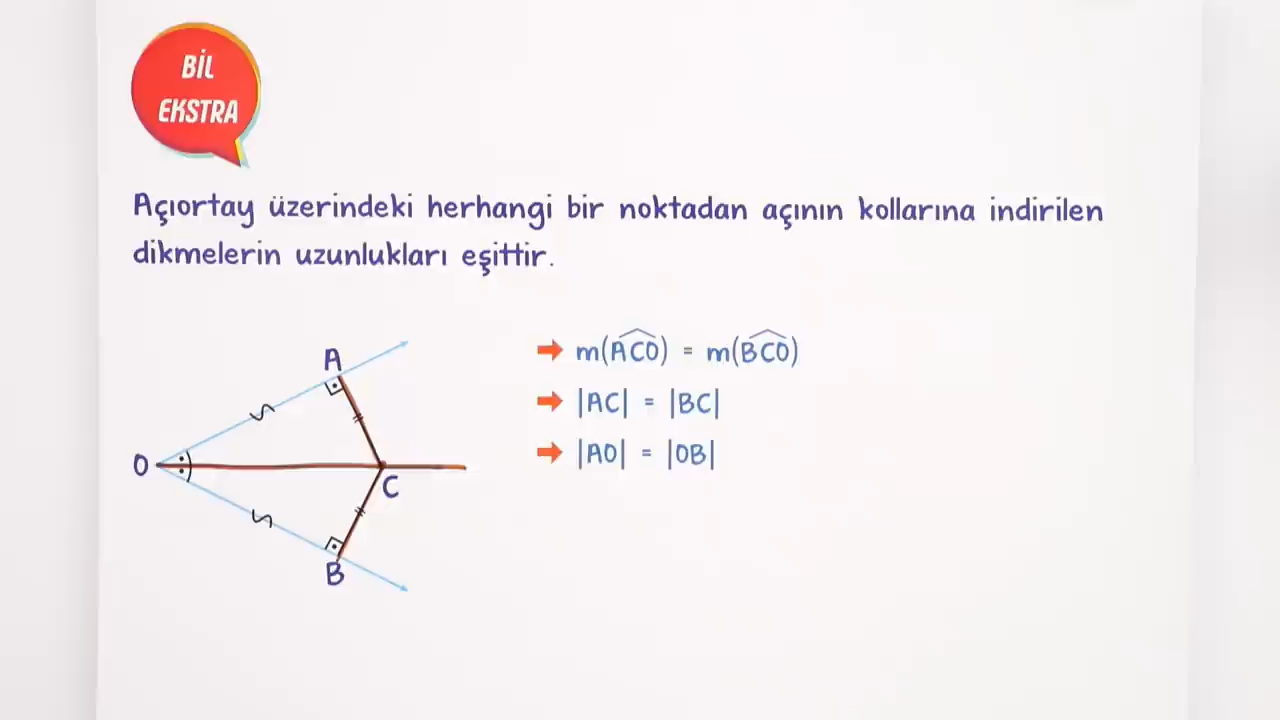 BİL
EKSTRA
Açıortay üzerindeki herhangi bir noktadan açının kollarına indirilen
dikmelerin uzunlukları eşittir.
A
O
C
B
m(ACO) = m(BCO)
|AC| = |BC|
|AO| = |OB|